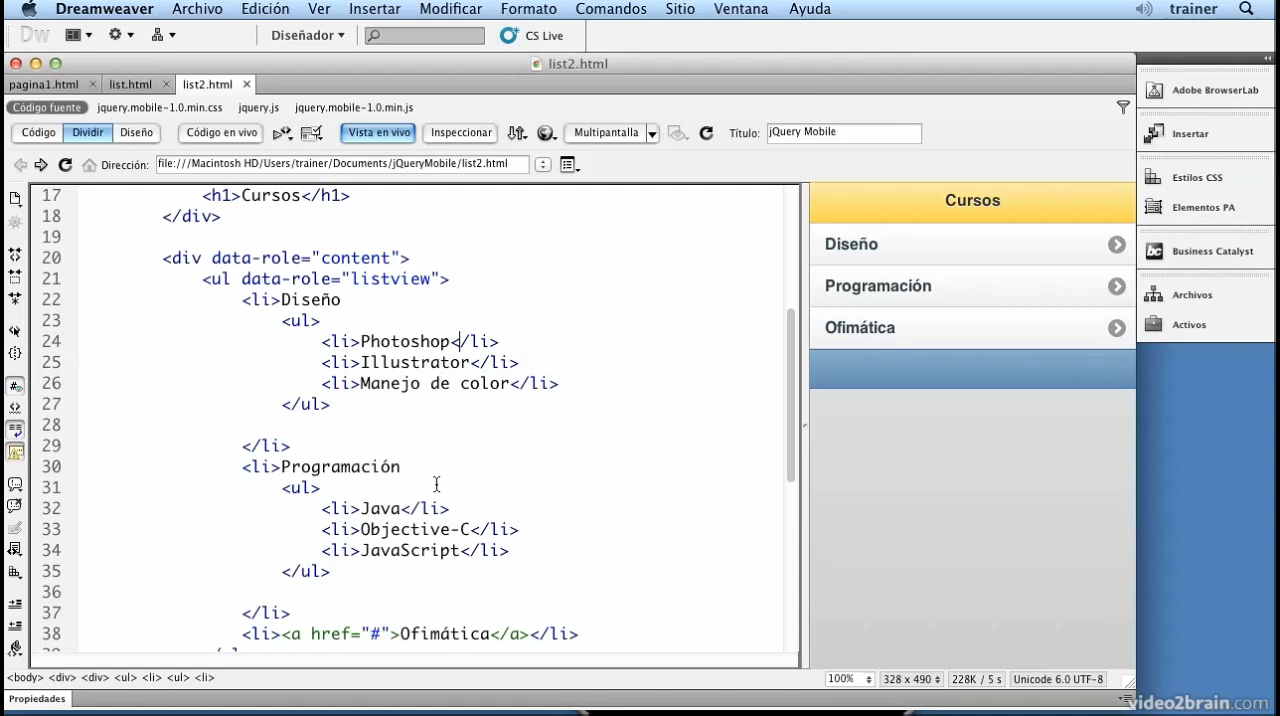 Dreamweaver Archivo Edición Ver Insertar Modificar Formato Comandos Sitio Ventana Ayuda trainer
Dw Diseñador CS Live
list2.html
pagina1.html list.html list2.html
Código fuente jquery.mobile-1.0.min.css jquery.js jquery.mobile-1.0.min.js
Código Dividir Diseño Código en vivo Vista en vivo Inspeccionar Multipantalla Título: jQuery Mobile
Dirección: file:///Macintosh HD/Users/trainer/Documents/jQueryMobile/list2.html
17 <h1>Cursos</h1>
18 </div>
19
20 <div data-role="content">
21 <ul data-role="listview">
22 <li>Diseño
23 <ul>
24 <li>Photoshop</li>
25 <li>Illustrator</li>
26 <li>Manejo de color</li>
27 </ul>
28
29 </li>
30 <li>Programación
31 <ul>
32 <li>Java</li>
33 <li>Objective-C</li>
34 <li>JavaScript</li>
35 </ul>
36
37 </li>
38 <li><a href="#">Ofimática</a></li>
Cursos
Diseño
Programación
Ofimática
Adobe BrowserLab
Insertar
Estilos CSS
Elementos PA
bc Business Catalyst
Archivos
Activos
<body> <div> <div> <ul> <li> <ul> <li> 100% 328 x 490 228K / 5 s Unicode 6.0 UTF-8
Propiedades
video2brain.com